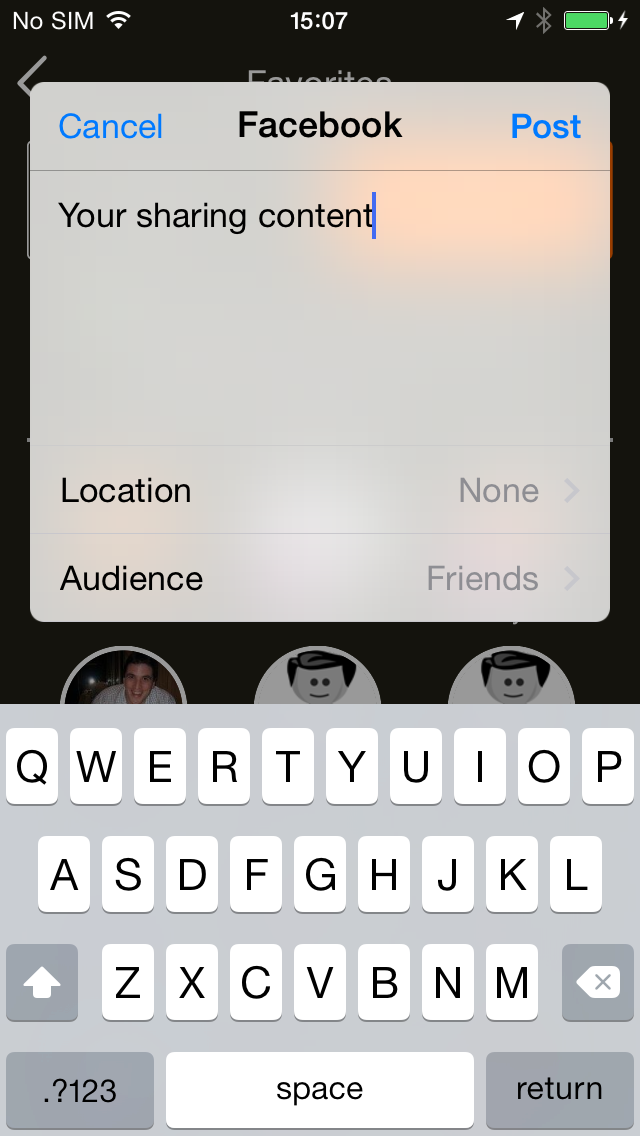 No SIM 15:07
Favorites
Cancel Facebook Post
Your sharing content
Location None
Audience Friends
Q W E R T Y U I O P
A S D F G H J K L
Z X C V B N M
.?123 space return